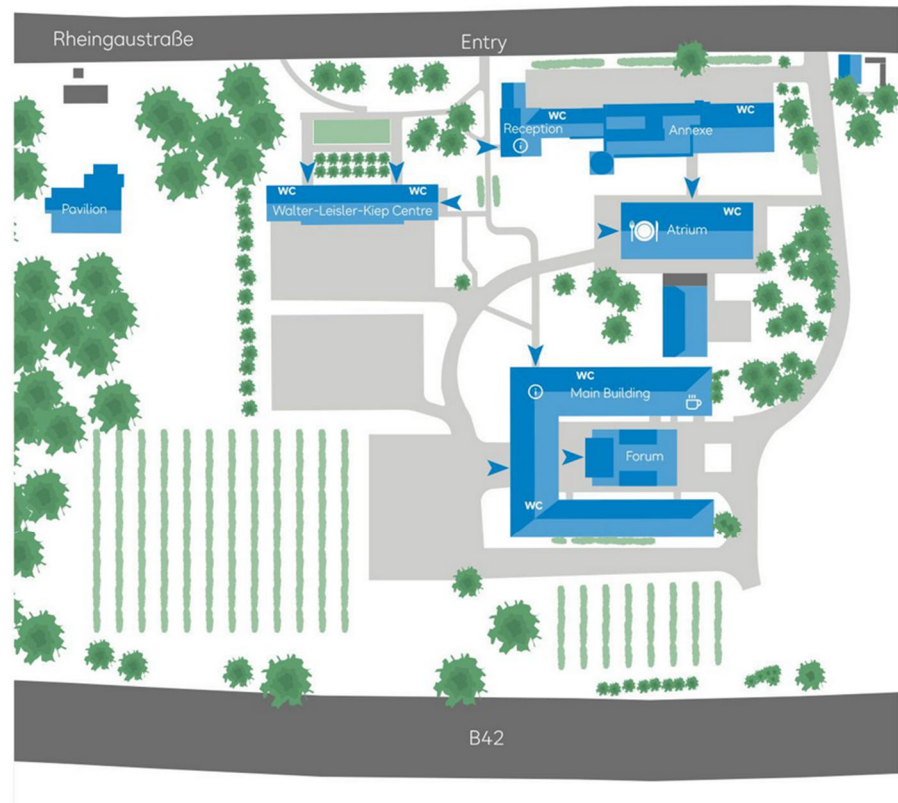 Rheingaustraße
Entry
WC
WC
Reception
Annexe
WC
WC
Walter-Leisler-Kiep Centre
Pavilion
WC
Atrium
WC
Main Building
Forum
WC
B42